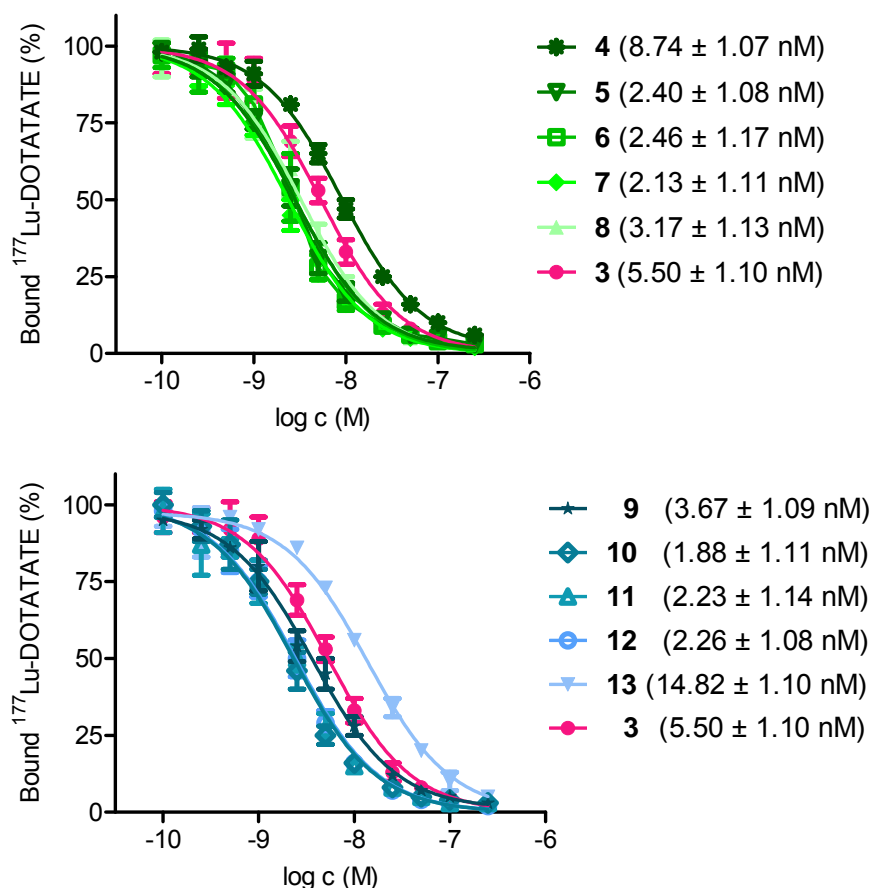 Bound ¹⁷⁷Lu-DOTATATE (%)
100
75
50
25
0
-10 -9 -8 -7 -6
log c (M)
4 (8.74 ± 1.07 nM)
5 (2.40 ± 1.08 nM)
6 (2.46 ± 1.17 nM)
7 (2.13 ± 1.11 nM)
8 (3.17 ± 1.13 nM)
3 (5.50 ± 1.10 nM)
Bound ¹⁷⁷Lu-DOTATATE (%)
100
75
50
25
0
-10 -9 -8 -7 -6
log c (M)
9 (3.67 ± 1.09 nM)
10 (1.88 ± 1.11 nM)
11 (2.23 ± 1.14 nM)
12 (2.26 ± 1.08 nM)
13 (14.82 ± 1.10 nM)
3 (5.50 ± 1.10 nM)